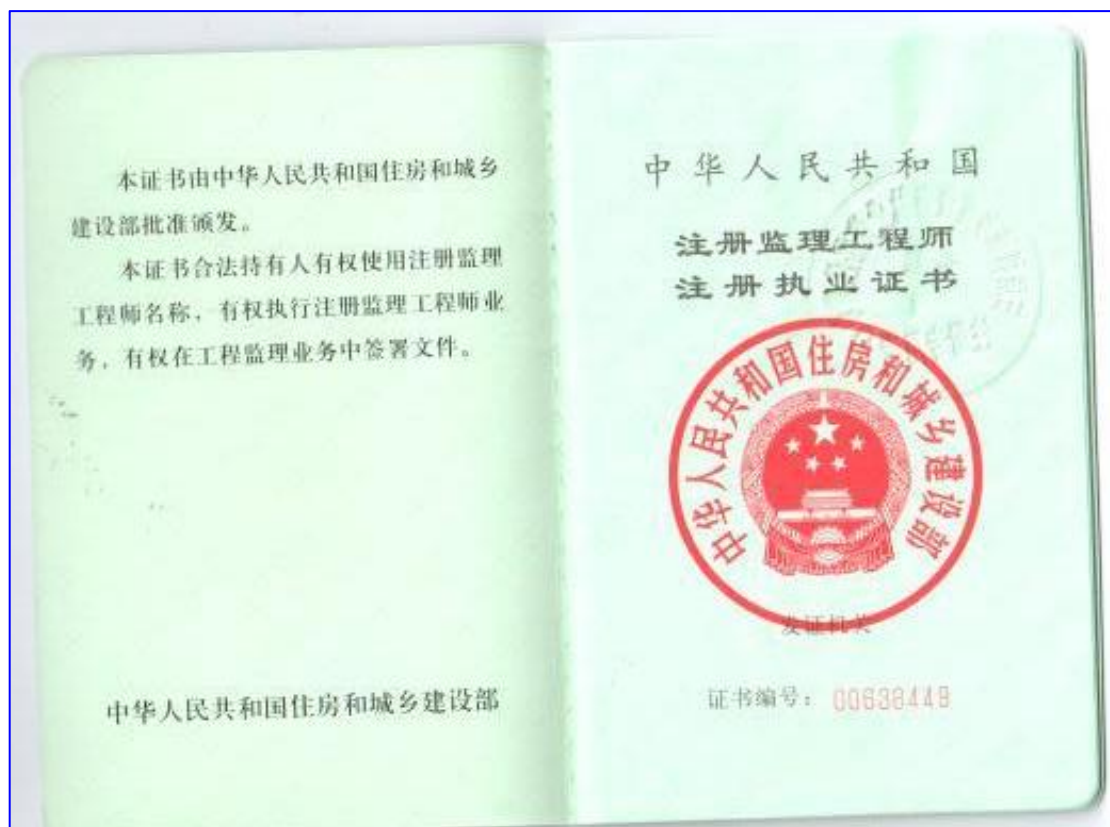 本证书由中华人民共和国住房和城乡
建设部批准颁发。
本证书合法持有人有权使用注册监理
工程师名称，有权执行注册监理工程师业
务，有权在工程监理业务中签署文件。
中华人民共和国住房和城乡建设部
中华人民共和国
注册监理工程师
注册执业证书
中华人民共和国住房和城乡建设部
发证机关
证书编号：00638449